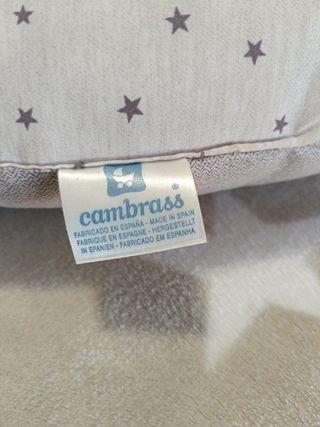 cambrass®
FABRICADO EN ESPAÑA - MADE IN SPAIN
FABRIQUE EN ESPAGNE - HERGESTELLT
IN SPANIEN - FABRICADO EM ESPANHA